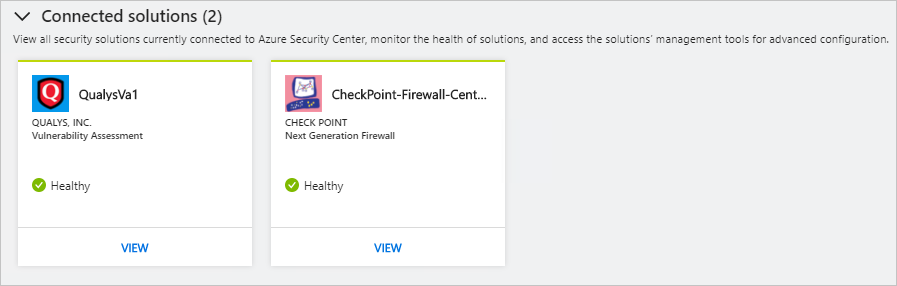 Connected solutions (2)
View all security solutions currently connected to Azure Security Center, monitor the health of solutions, and access the solutions' management tools for advanced configuration.
QualysVa1
QUALYS, INC.
Vulnerability Assessment
Healthy
VIEW
CheckPoint-Firewall-Cent...
CHECK POINT
Next Generation Firewall
Healthy
VIEW